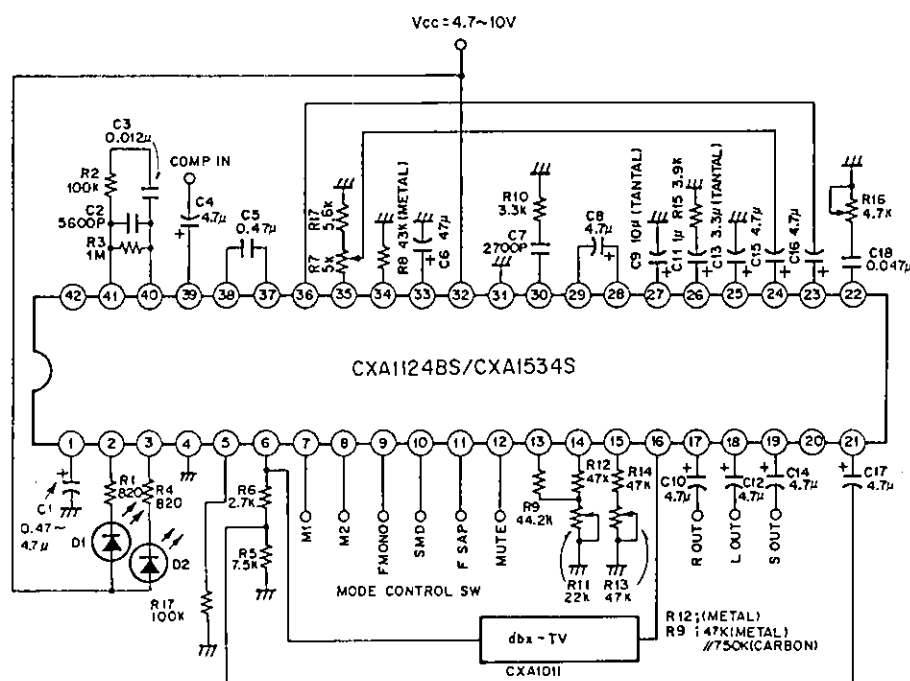 Vcc=4.7~10V
C3
0.012μ
COMP IN
R2
100K
C4
4.7μ
C2
5600P
C5
0.47μ
R3
1M
R17
5.6K
R7
5K
R8 43K(METAL)
C6 47μ
R10
3.3K
C7
2700P
C8
4.7μ
C9 10μ(TANTAL)
C11 1μ
R15 3.9K
C13 3.3μ(TANTAL)
C15 4.7μ
C16 4.7μ
R16
4.7K
C18
0.047μ
42 41 40 39 38 37 36 35 34 33 32 31 30 29 28 27 26 25 24 23 22
CXA1124BS/CXA1534S
1 2 3 4 5 6 7 8 9 10 11 12 13 14 15 16 17 18 19 20 21
C1
0.47~
4.7μ
R1
820
R4
820
D1
D2
R17
100K
R6
2.7K
R5
7.5K
M1
M2
FMONO
SMD
F SAP
MUTE
MODE CONTROL SW
R9
44.2K
R12
47K
R14
47K
R11
22K
R13
47K
C10
4.7μ
C12
4.7μ
C14
4.7μ
C17
4.7μ
R OUT
L OUT
S OUT
dbx-TV
CXA1011
R12;(METAL)
R9 ;47K(METAL)
//750K(CARBON)